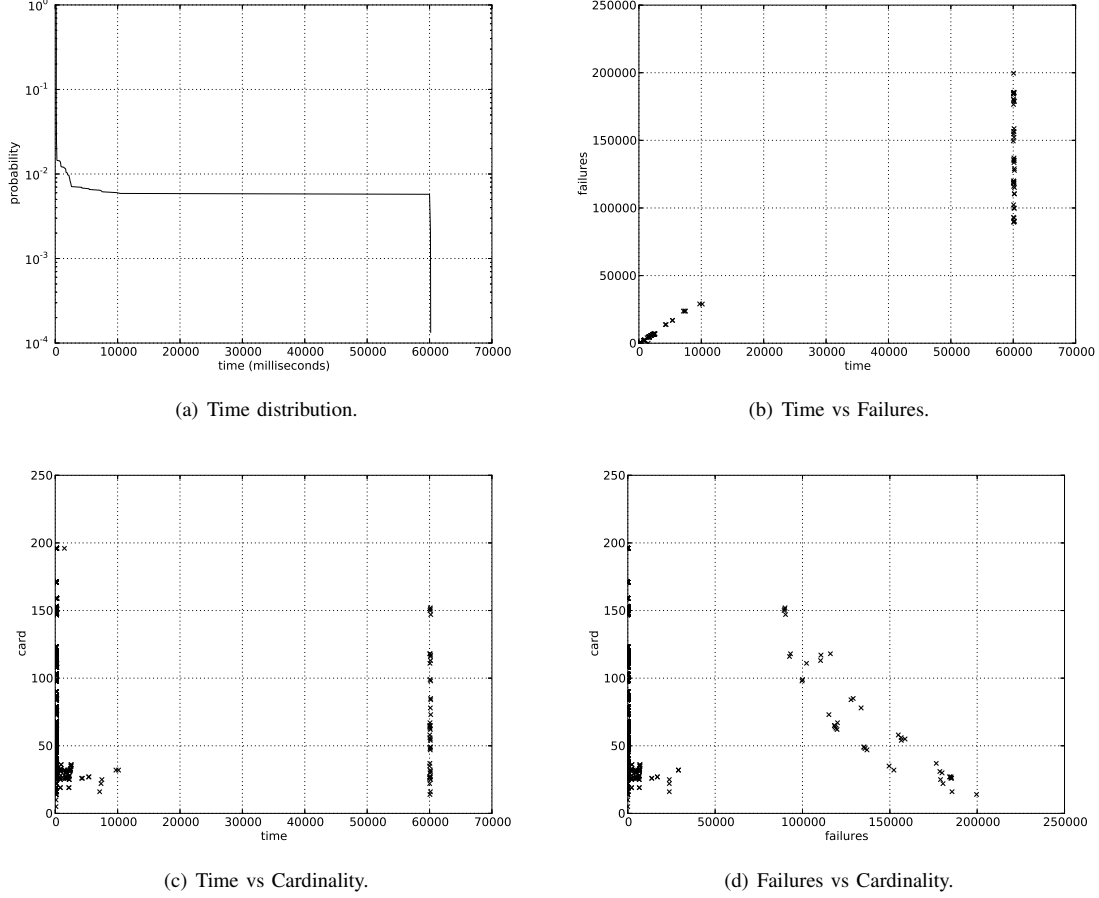 10^0
10^-1
10^-2
10^-3
10^-4
probability
0 10000 20000 30000 40000 50000 60000 70000
time (milliseconds)
(a) Time distribution.
250000
200000
150000
100000
50000
0
failures
0 10000 20000 30000 40000 50000 60000 70000
time
(b) Time vs Failures.
250
200
150
100
50
0
card
0 10000 20000 30000 40000 50000 60000 70000
time
(c) Time vs Cardinality.
250
200
150
100
50
0
card
0 50000 100000 150000 200000 250000
failures
(d) Failures vs Cardinality.